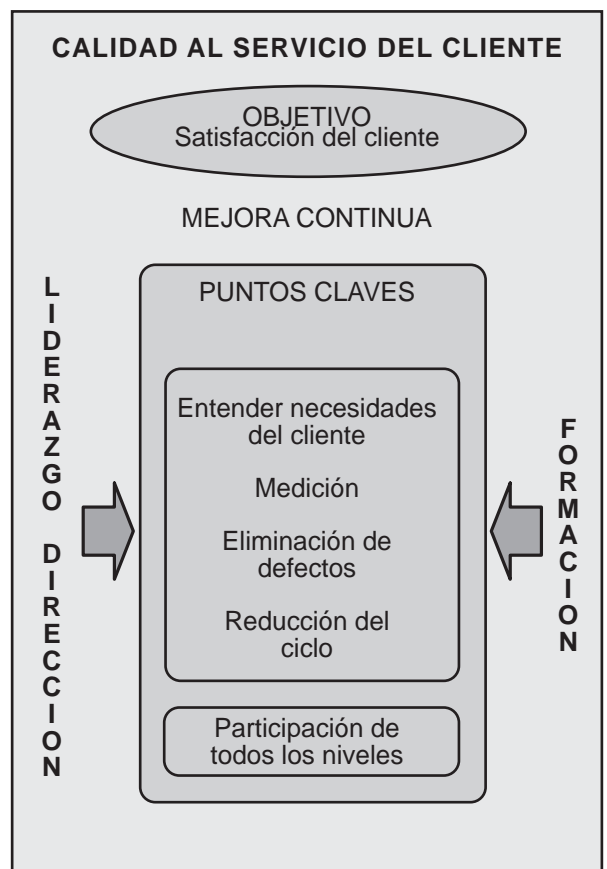 CALIDAD AL SERVICIO DEL CLIENTE
OBJETIVO
Satisfacción del cliente
MEJORA CONTINUA
LIDERAZGO DIRECCION
PUNTOS CLAVES
Entender necesidades
del cliente
Medición
Eliminación de
defectos
Reducción del
ciclo
Participación de
todos los niveles
FORMACION